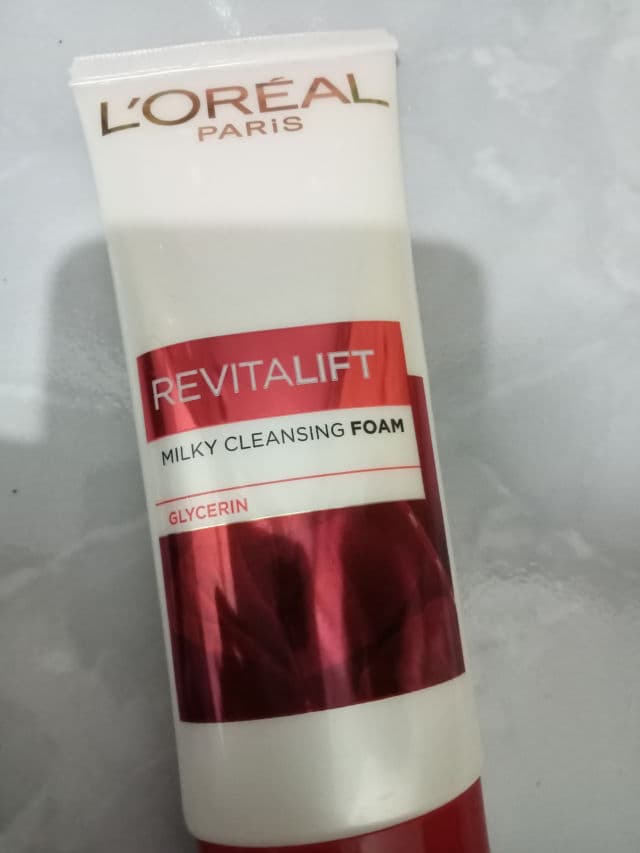 L'ORÉAL
PARIS
REVITALIFT
MILKY CLEANSING FOAM
GLYCERIN